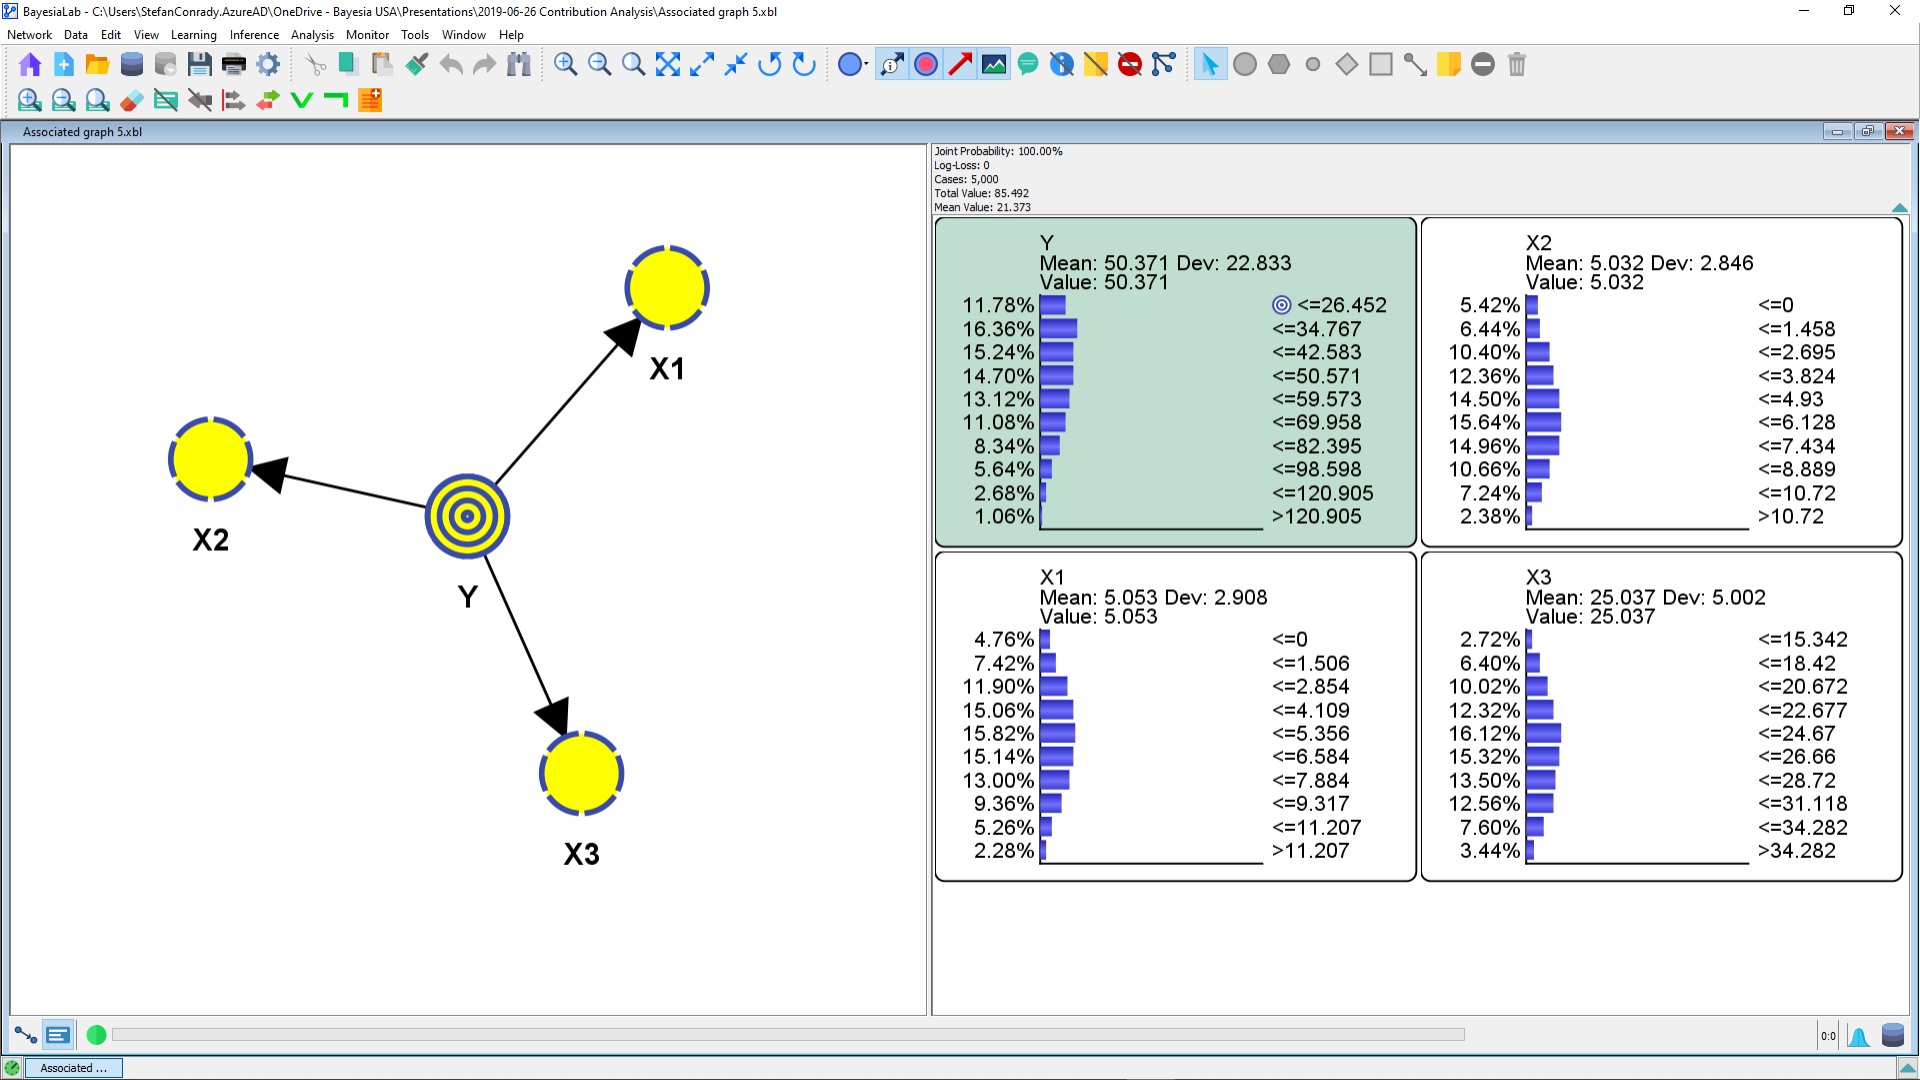 BayesiaLab - C:\Users\StefanConrady.AzureAD\OneDrive - Bayesia USA\Presentations\2019-06-26 Contribution Analysis\Associated graph 5.xbl
Network Data Edit View Learning Inference Analysis Monitor Tools Window Help
Associated graph 5.xbl
X1
X2
Y
X3
Joint Probability: 100.00%
Log-Loss: 0
Cases: 5,000
Total Value: 85.492
Mean Value: 21.373
Y
Mean: 50.371 Dev: 22.833
Value: 50.371
11.78% <=26.452
16.36% <=34.767
15.24% <=42.583
14.70% <=50.571
13.12% <=59.573
11.08% <=69.958
8.34% <=82.395
5.64% <=98.598
2.68% <=120.905
1.06% >120.905
X2
Mean: 5.032 Dev: 2.846
Value: 5.032
5.42% <=0
6.44% <=1.458
10.40% <=2.695
12.36% <=3.824
14.50% <=4.93
15.64% <=6.128
14.96% <=7.434
10.66% <=8.889
7.24% <=10.72
2.38% >10.72
X1
Mean: 5.053 Dev: 2.908
Value: 5.053
4.76% <=0
7.42% <=1.506
11.90% <=2.854
15.06% <=4.109
15.82% <=5.356
15.14% <=6.584
13.00% <=7.884
9.36% <=9.317
5.26% <=11.207
2.28% >11.207
X3
Mean: 25.037 Dev: 5.002
Value: 25.037
2.72% <=15.342
6.40% <=18.42
10.02% <=20.672
12.32% <=22.677
16.12% <=24.67
15.32% <=26.66
13.50% <=28.72
12.56% <=31.118
7.60% <=34.282
3.44% >34.282
0:0
Associated ...